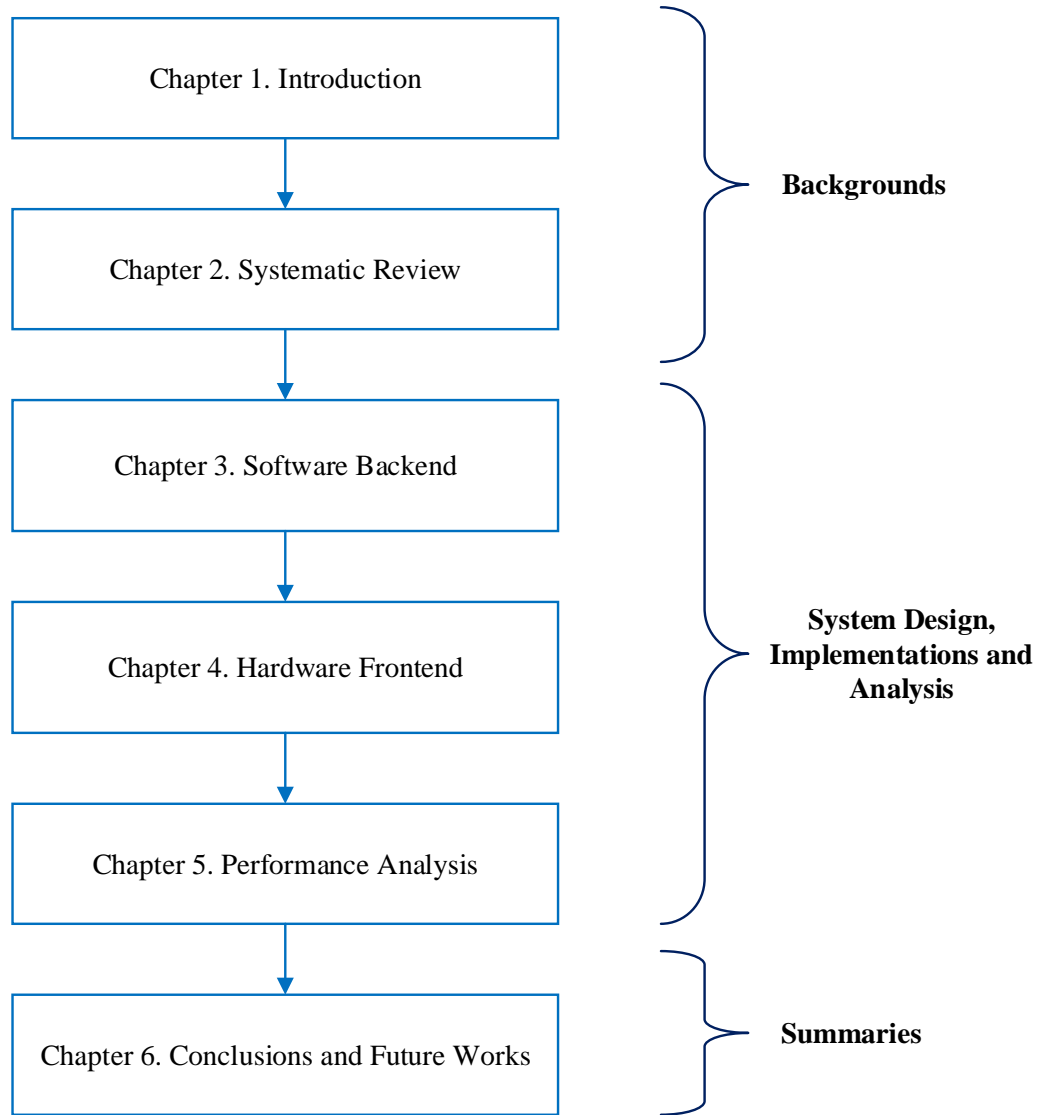 Chapter 1. Introduction
Backgrounds
Chapter 2. Systematic Review
Chapter 3. Software Backend
System Design,
Implementations and
Analysis
Chapter 4. Hardware Frontend
Chapter 5. Performance Analysis
Chapter 6. Conclusions and Future Works
Summaries